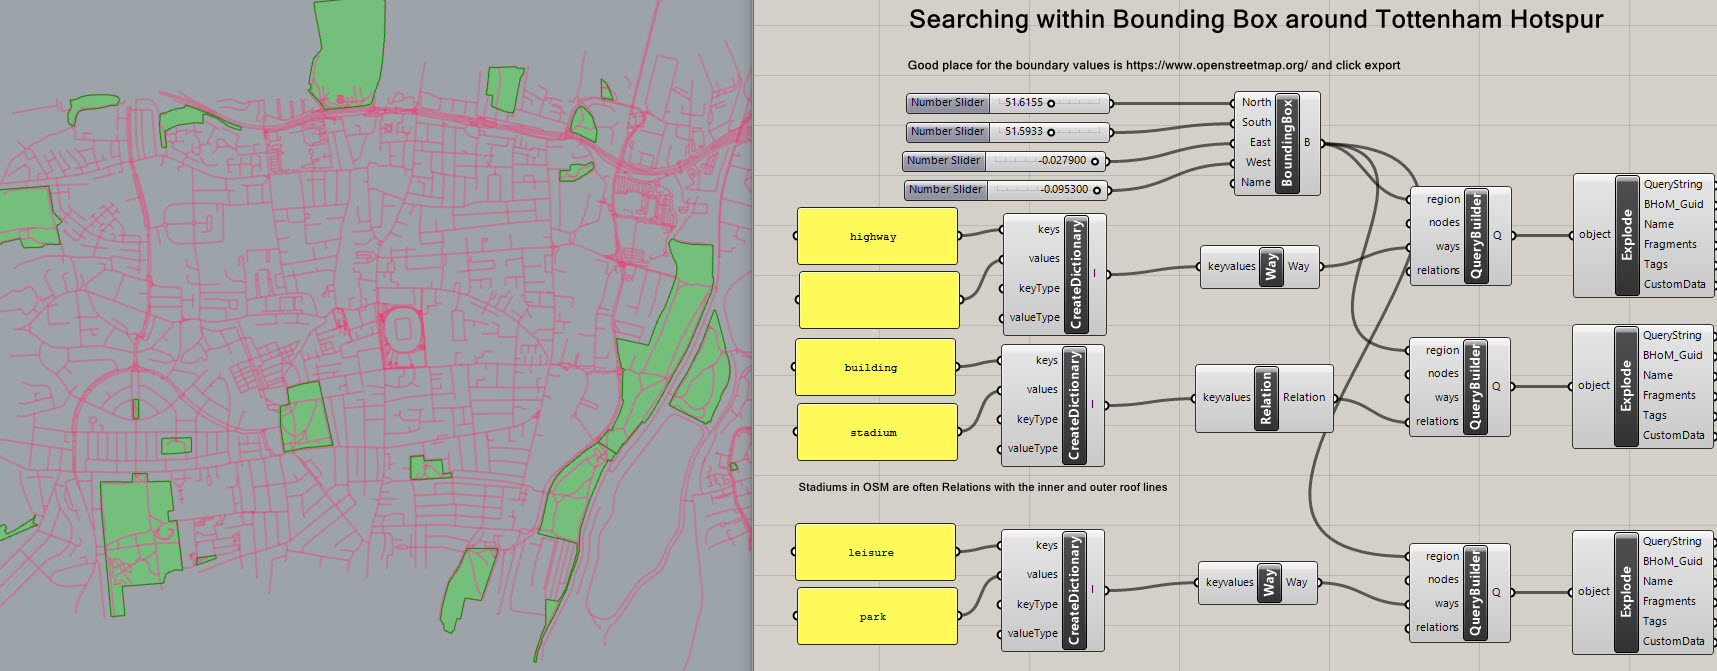 Searching within Bounding Box around Tottenham Hotspur
Good place for the boundary values is https://www.openstreetmap.org/ and click export
Number Slider 51.6155
Number Slider 51.5933
Number Slider -0.027900
Number Slider -0.095300
North
South
East
West
Name
BoundingBox
B
highway
keys
values
keyType
valueType
CreateDictionary
keyvalues Way Way
region
nodes
ways
relations
QueryBuilder
Q
object
Explode
QueryString
BHoM_Guid
Name
Fragments
Tags
CustomData
building
stadium
keys
values
keyType
valueType
CreateDictionary
keyvalues Relation Relation
region
nodes
ways
relations
QueryBuilder
Q
object
Explode
QueryString
BHoM_Guid
Name
Fragments
Tags
CustomData
Stadiums in OSM are often Relations with the inner and outer roof lines
leisure
park
keys
values
keyType
valueType
CreateDictionary
keyvalues Way Way
region
nodes
ways
relations
QueryBuilder
Q
object
Explode
QueryString
BHoM_Guid
Name
Fragments
Tags
CustomData